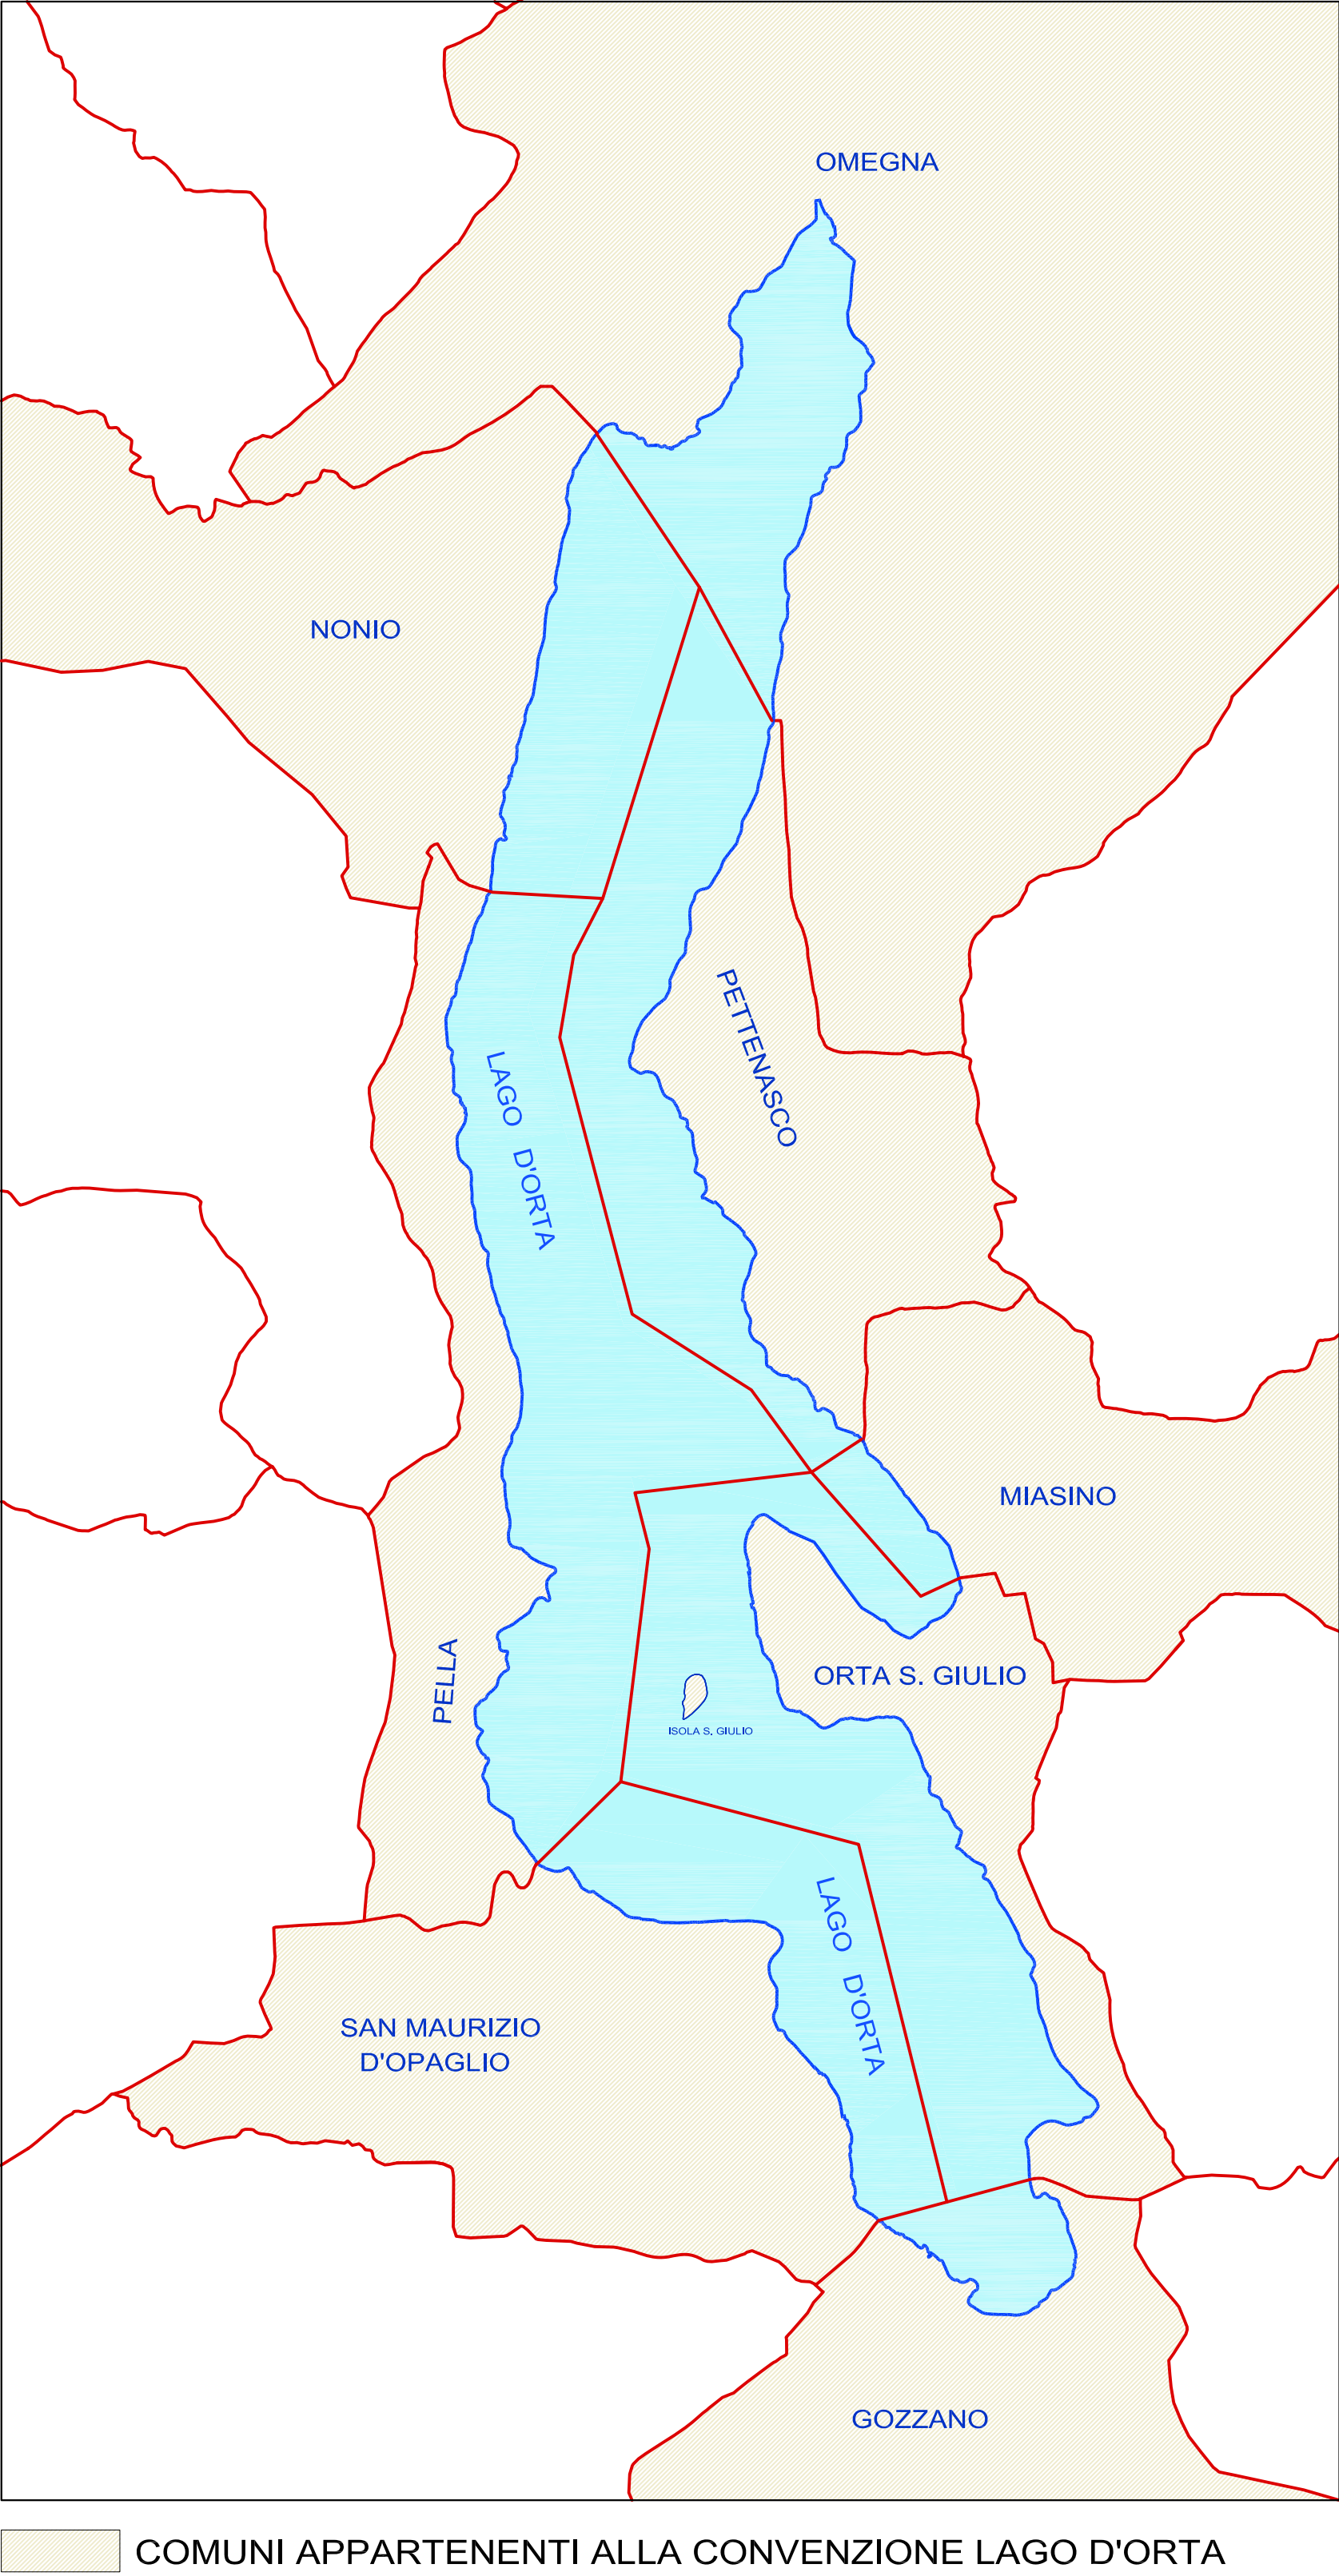 OMEGNA
NONIO
PETTENASCO
LAGO D'ORTA
MIASINO
PELLA
ORTA S. GIULIO
ISOLA S. GIULIO
LAGO D'ORTA
SAN MAURIZIO
D'OPAGLIO
GOZZANO
COMUNI APPARTENENTI ALLA CONVENZIONE LAGO D'ORTA